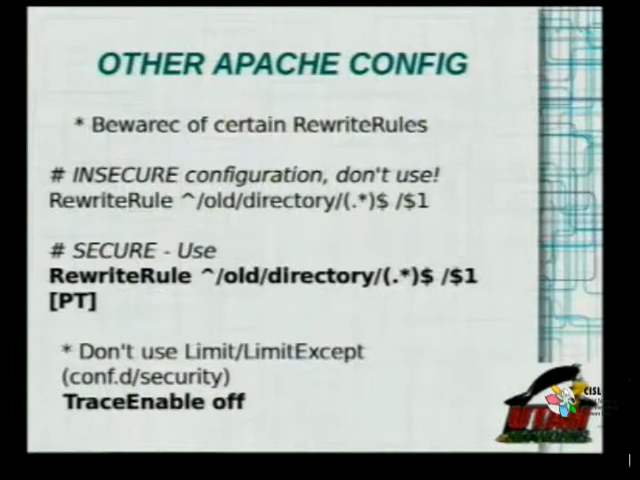 OTHER APACHE CONFIG
* Bewarec of certain RewriteRules
# INSECURE configuration, don't use!
RewriteRule ^/old/directory/(.*)$ /$1
# SECURE - Use
RewriteRule ^/old/directory/(.*)$ /$1
[PT]
* Don't use Limit/LimitExcept
(conf.d/security)
TraceEnable off
CISL